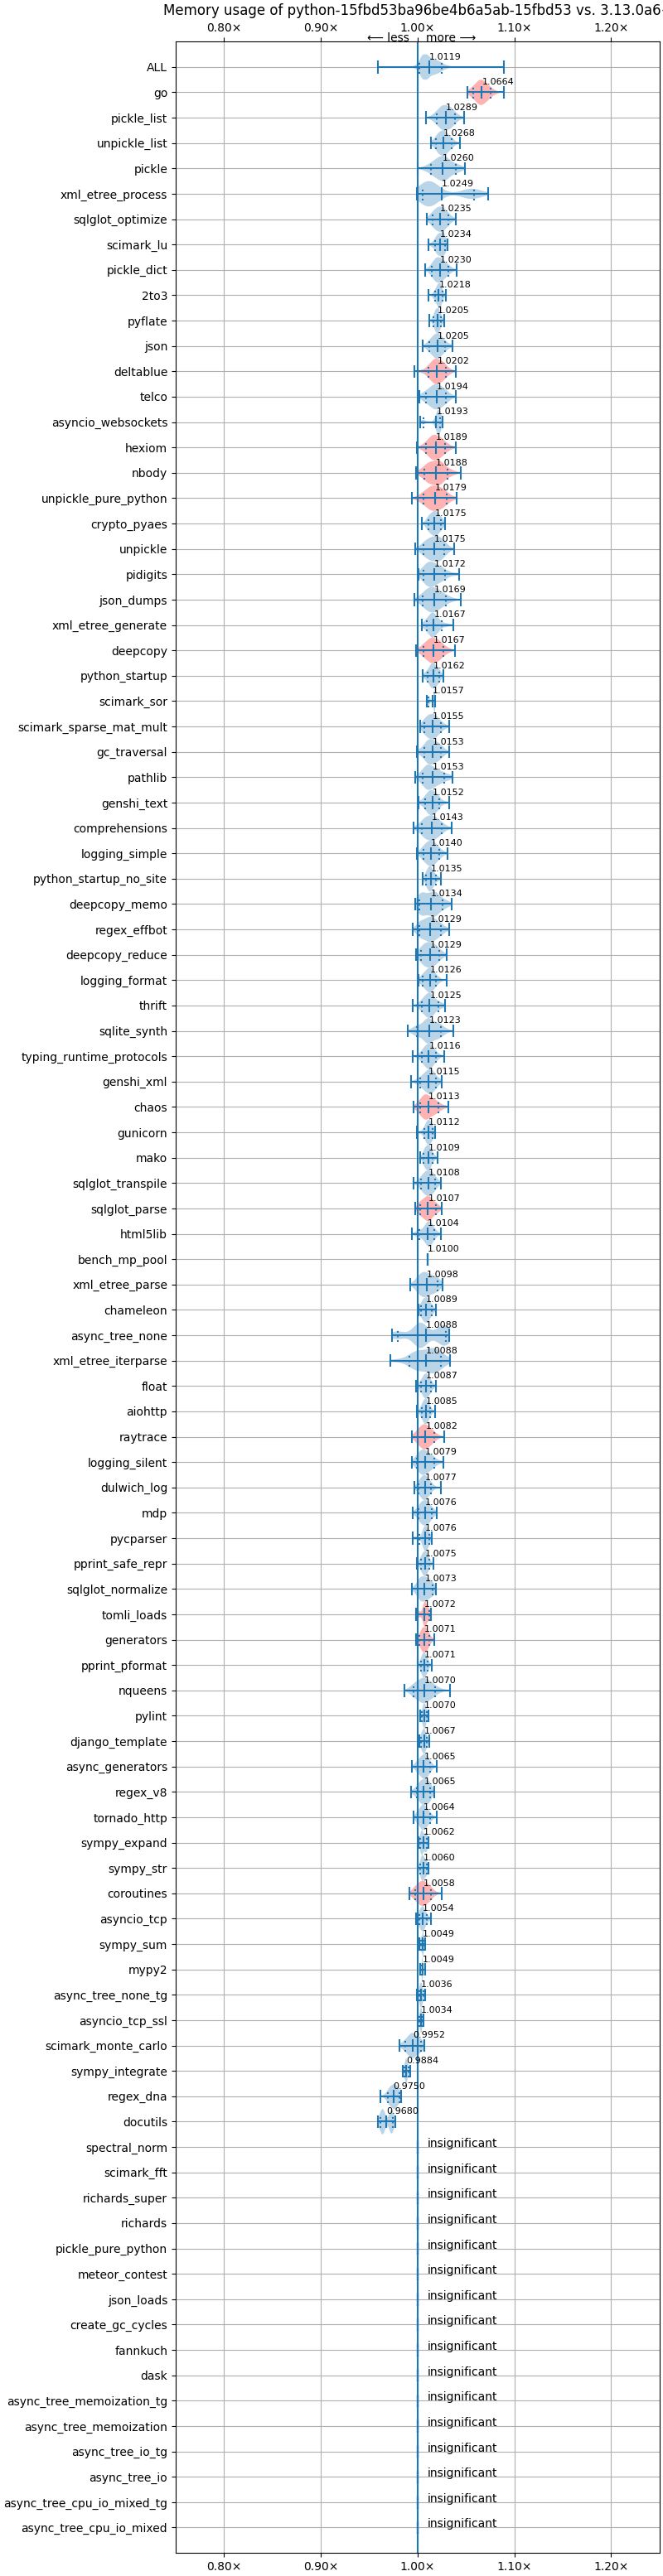 Memory usage of python-15fbd53ba96be4b6a5ab-15fbd53 vs. 3.13.0a6-
0.80× 0.90× 1.00× 1.10× 1.20×
⟵ less more ⟶
ALL 1.0119
go 1.0664
pickle_list 1.0289
unpickle_list 1.0268
pickle 1.0260
xml_etree_process 1.0249
sqlglot_optimize 1.0235
scimark_lu 1.0234
pickle_dict 1.0230
2to3 1.0218
pyflate 1.0205
json 1.0205
deltablue 1.0202
telco 1.0194
asyncio_websockets 1.0193
hexiom 1.0189
nbody 1.0188
unpickle_pure_python 1.0179
crypto_pyaes 1.0175
unpickle 1.0175
pidigits 1.0172
json_dumps 1.0169
xml_etree_generate 1.0167
deepcopy 1.0167
python_startup 1.0162
scimark_sor 1.0157
scimark_sparse_mat_mult 1.0155
gc_traversal 1.0153
pathlib 1.0153
genshi_text 1.0152
comprehensions 1.0143
logging_simple 1.0140
python_startup_no_site 1.0135
deepcopy_memo 1.0134
regex_effbot 1.0129
deepcopy_reduce 1.0129
logging_format 1.0126
thrift 1.0125
sqlite_synth 1.0123
typing_runtime_protocols 1.0116
genshi_xml 1.0115
chaos 1.0113
gunicorn 1.0112
mako 1.0109
sqlglot_transpile 1.0108
sqlglot_parse 1.0107
html5lib 1.0104
bench_mp_pool 1.0100
xml_etree_parse 1.0098
chameleon 1.0089
async_tree_none 1.0088
xml_etree_iterparse 1.0088
float 1.0087
aiohttp 1.0085
raytrace 1.0082
logging_silent 1.0079
dulwich_log 1.0077
mdp 1.0076
pycparser 1.0076
pprint_safe_repr 1.0075
sqlglot_normalize 1.0073
tomli_loads 1.0072
generators 1.0071
pprint_pformat 1.0071
nqueens 1.0070
pylint 1.0070
django_template 1.0067
async_generators 1.0065
regex_v8 1.0065
tornado_http 1.0064
sympy_expand 1.0062
sympy_str 1.0060
coroutines 1.0058
asyncio_tcp 1.0054
sympy_sum 1.0049
mypy2 1.0049
async_tree_none_tg 1.0036
asyncio_tcp_ssl 1.0034
scimark_monte_carlo 0.9952
sympy_integrate 0.9884
regex_dna 0.9750
docutils 0.9680
spectral_norm insignificant
scimark_fft insignificant
richards_super insignificant
richards insignificant
pickle_pure_python insignificant
meteor_contest insignificant
json_loads insignificant
create_gc_cycles insignificant
fannkuch insignificant
dask insignificant
async_tree_memoization_tg insignificant
async_tree_memoization insignificant
async_tree_io_tg insignificant
async_tree_io insignificant
async_tree_cpu_io_mixed_tg insignificant
async_tree_cpu_io_mixed insignificant
0.80× 0.90× 1.00× 1.10× 1.20×